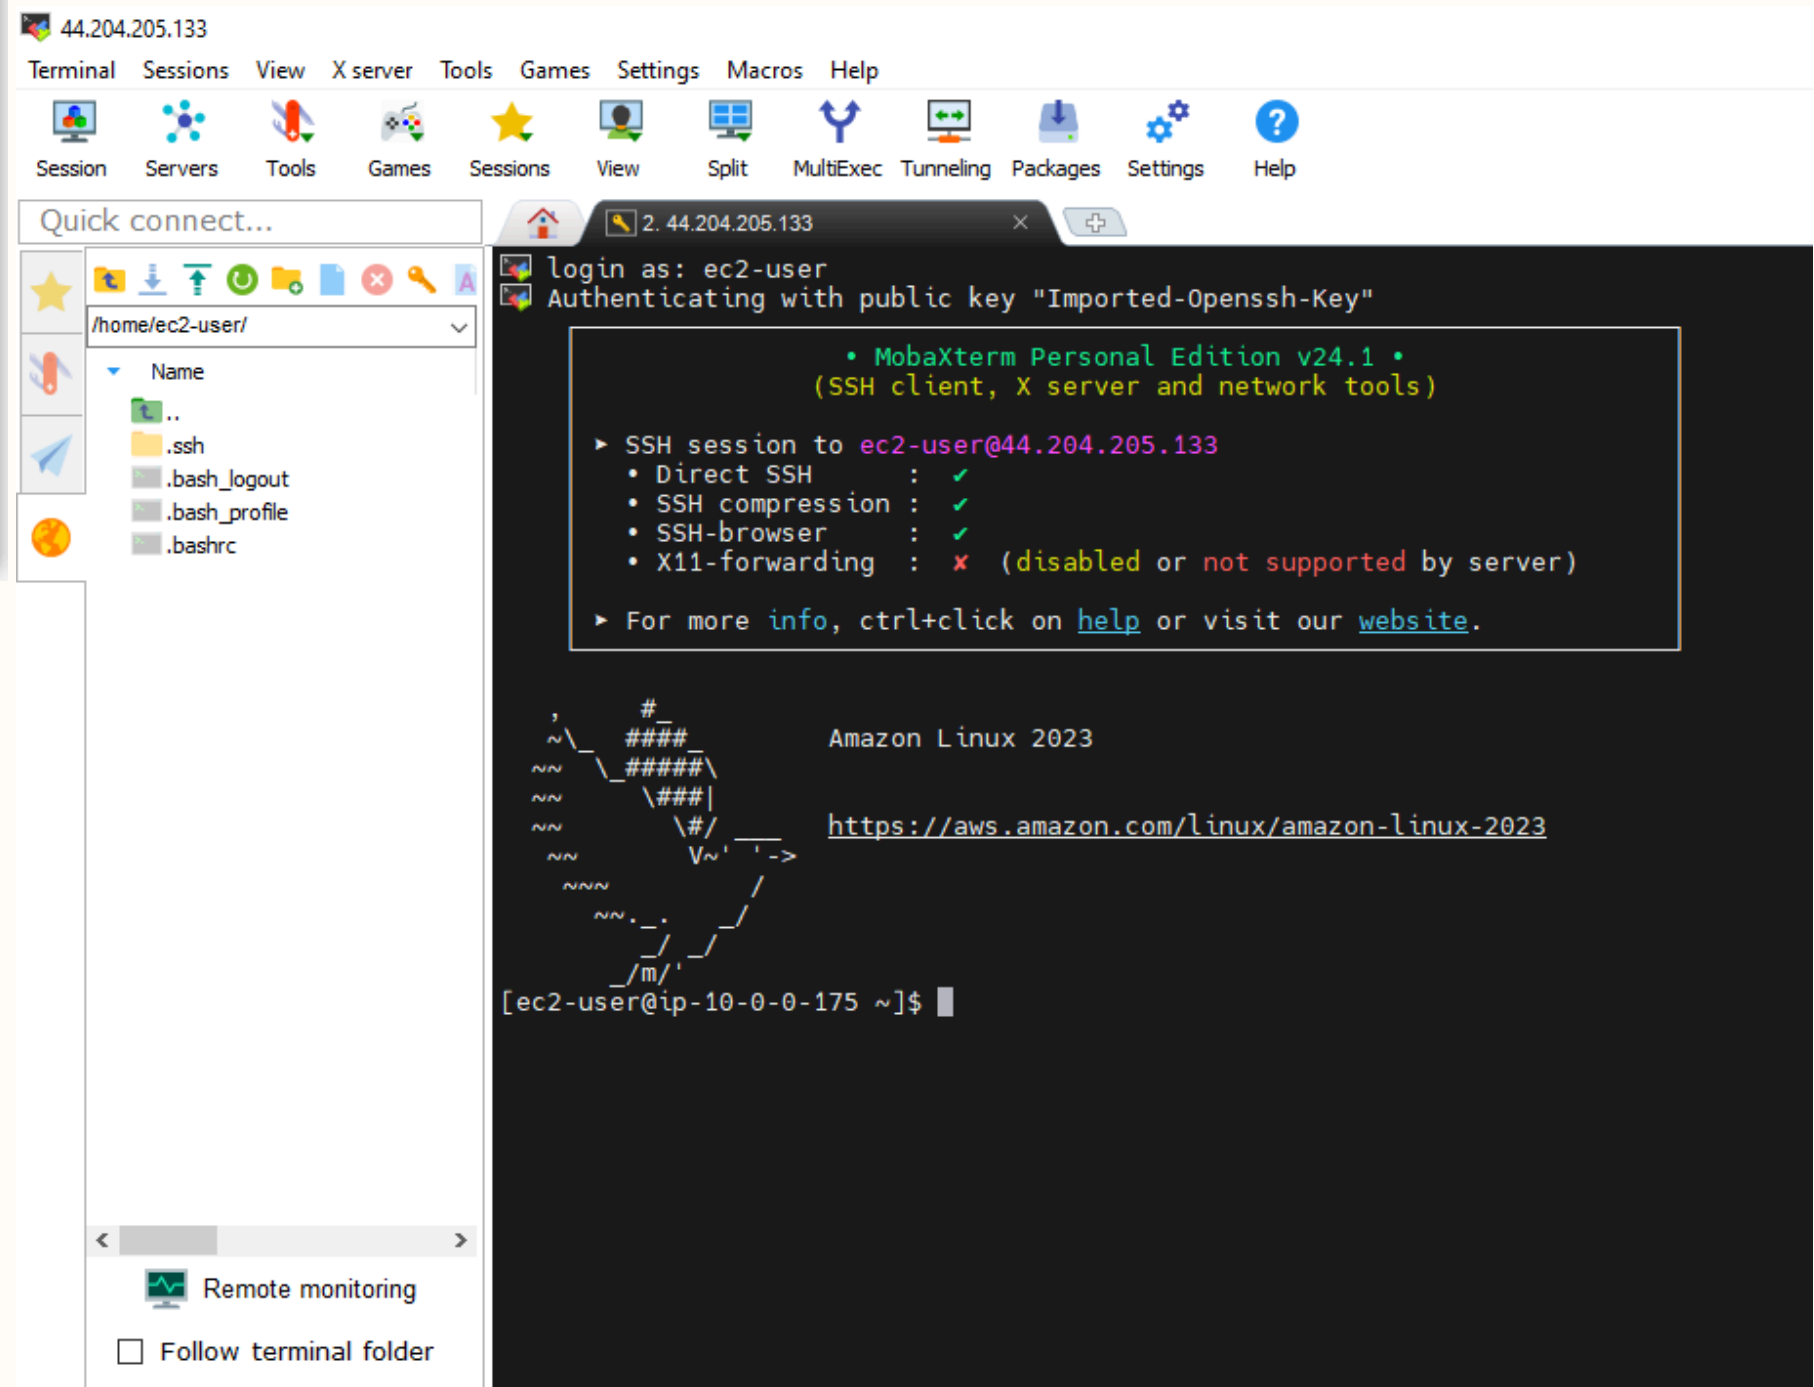 44.204.205.133
Terminal Sessions View X server Tools Games Settings Macros Help
Session Servers Tools Games Sessions View Split MultiExec Tunneling Packages Settings Help
Quick connect...
2. 44.204.205.133
/home/ec2-user/
Name
..
.ssh
.bash_logout
.bash_profile
.bashrc
Remote monitoring
Follow terminal folder
login as: ec2-user
Authenticating with public key "Imported-Openssh-Key"
• MobaXterm Personal Edition v24.1 •
(SSH client, X server and network tools)
➤ SSH session to ec2-user@44.204.205.133
• Direct SSH : ✔
• SSH compression : ✔
• SSH-browser : ✔
• X11-forwarding : ✘ (disabled or not supported by server)
➤ For more info, ctrl+click on help or visit our website.
   ,     #_
   ~\_  ####_        Amazon Linux 2023
  ~~  \_#####\
  ~~     \###|
  ~~       \#/ ___   https://aws.amazon.com/linux/amazon-linux-2023
   ~~       V~' '->
    ~~~         /
      ~~._.   _/
         _/ _/
       _/m/'
[ec2-user@ip-10-0-0-175 ~]$